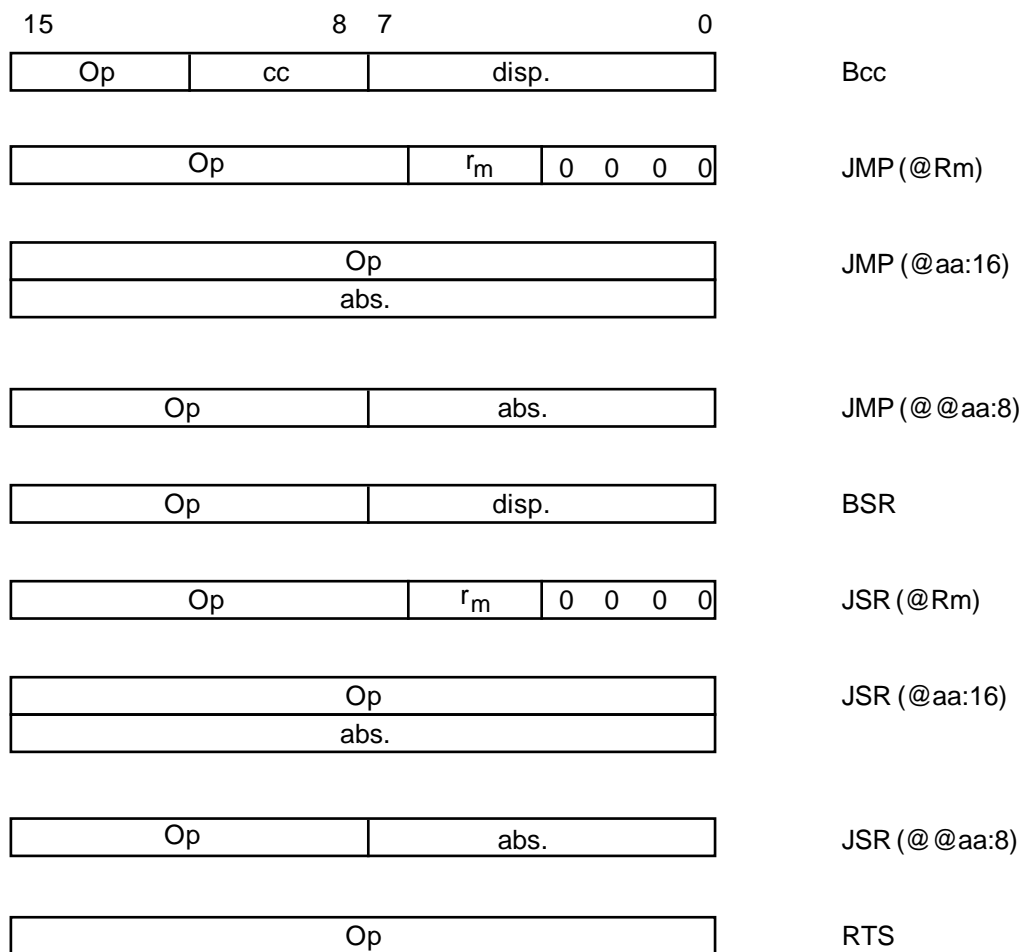 15 8 7 0
Op cc disp. Bcc
Op rm 0 0 0 0 JMP (@Rm)
Op JMP (@aa:16)
abs.
Op abs. JMP (@@aa:8)
Op disp. BSR
Op rm 0 0 0 0 JSR (@Rm)
Op JSR (@aa:16)
abs.
Op abs. JSR (@@aa:8)
Op RTS